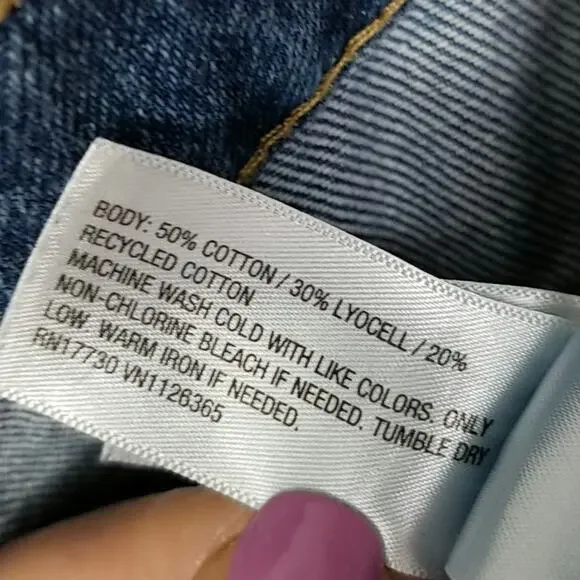 BODY: 50% COTTON / 30% LYOCELL / 20%
RECYCLED COTTON
MACHINE WASH COLD WITH LIKE COLORS. ONLY
NON-CHLORINE BLEACH IF NEEDED. TUMBLE DRY
LOW. WARM IRON IF NEEDED.
RN17730 VN1126365